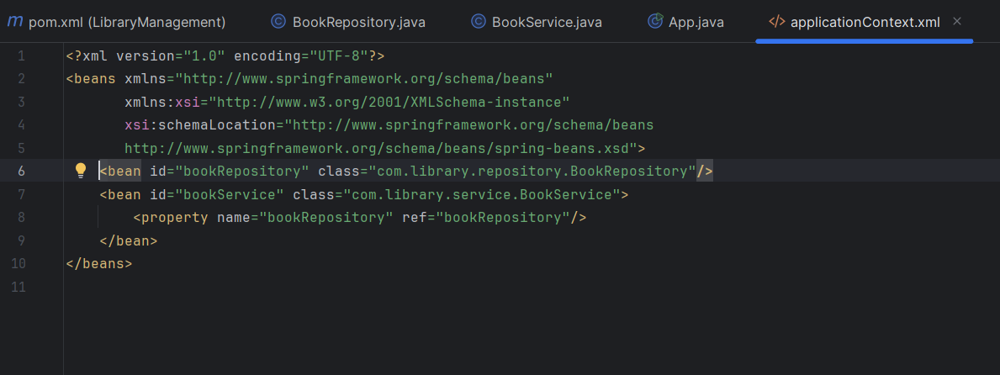 m pom.xml (LibraryManagement) © BookRepository.java © BookService.java © App.java </> applicationContext.xml ×
1 <?xml version="1.0" encoding="UTF-8"?>
2 <beans xmlns="http://www.springframework.org/schema/beans"
3 xmlns:xsi="http://www.w3.org/2001/XMLSchema-instance"
4 xsi:schemaLocation="http://www.springframework.org/schema/beans
5 http://www.springframework.org/schema/beans/spring-beans.xsd">
6 <bean id="bookRepository" class="com.library.repository.BookRepository"/>
7 <bean id="bookService" class="com.library.service.BookService">
8 <property name="bookRepository" ref="bookRepository"/>
9 </bean>
10 </beans>
11